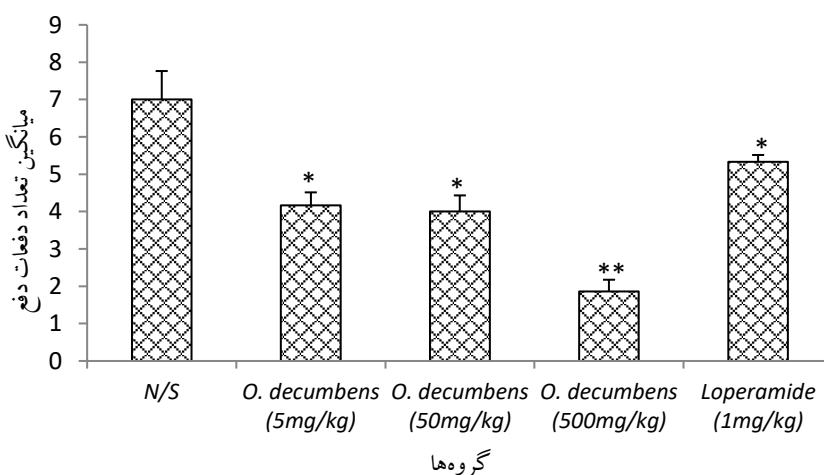 میانگین تعداد دفعات دفع
9
8
7
6
5
4
3
2
1
0
*
*
**
*
N/S
O. decumbens
(5mg/kg)
O. decumbens
(50mg/kg)
O. decumbens
(500mg/kg)
Loperamide
(1mg/kg)
گروه‌ها